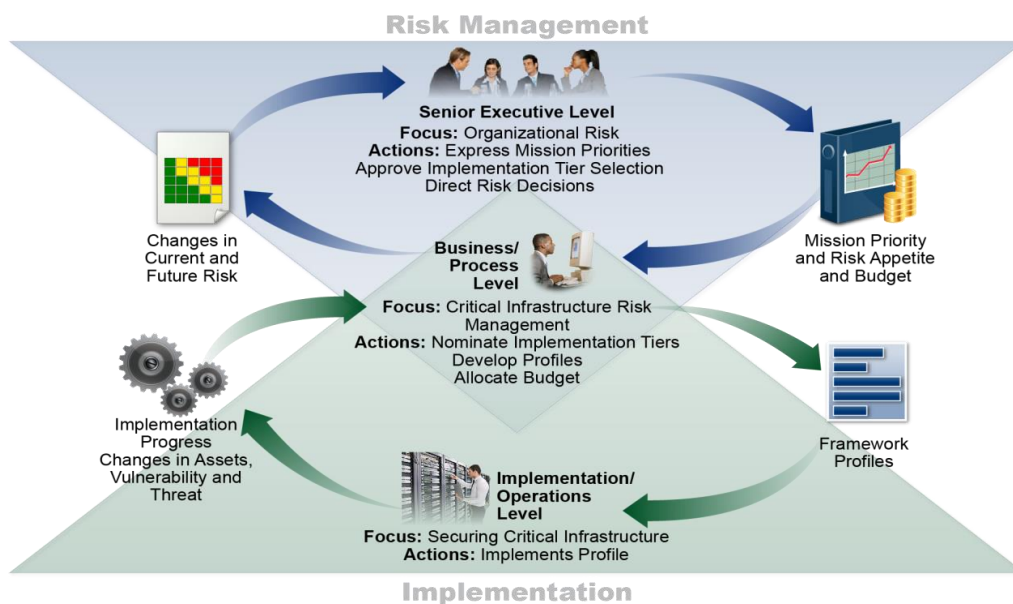 Risk Management
Senior Executive Level
Focus: Organizational Risk
Actions: Express Mission Priorities
Approve Implementation Tier Selection
Direct Risk Decisions
Changes in
Current and
Future Risk
Mission Priority
and Risk Appetite
and Budget
Business/
Process
Level
Focus: Critical Infrastructure Risk
Management
Actions: Nominate Implementation Tiers
Develop Profiles
Allocate Budget
Implementation
Progress
Changes in Assets,
Vulnerability and
Threat
Framework
Profiles
Implementation/
Operations
Level
Focus: Securing Critical Infrastructure
Actions: Implements Profile
Implementation